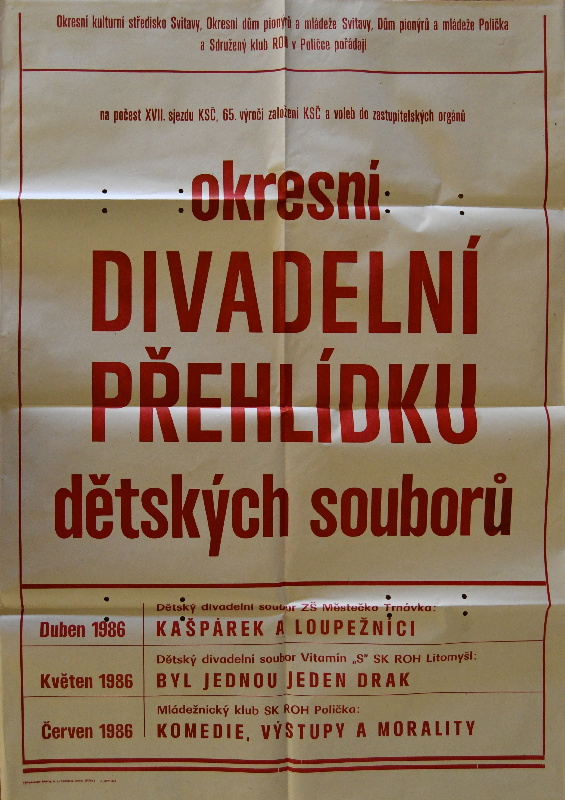 Okresní kulturní středisko Svitavy, Okresní dům pionýrů a mládeže Svitavy, Dům pionýrů a mládeže Polička
a Sdružený klub ROH v Poličce pořádají
na počest XVII. sjezdu KSČ, 65. výročí založení KSČ a voleb do zastupitelských orgánů
okresní
DIVADELNÍ
PŘEHLÍDKU
dětských souborů
Dětský divadelní soubor ZŠ Městečko Trnávka:
Duben 1986 KAŠPÁREK A LOUPEŽNÍCI
Dětský divadelní soubor Vitamin „S" SK ROH Litomyšl:
Květen 1986 BYL JEDNOU JEDEN DRAK
Mládežnický klub SK ROH Polička:
Červen 1986 KOMEDIE, VÝSTUPY A MORALITY